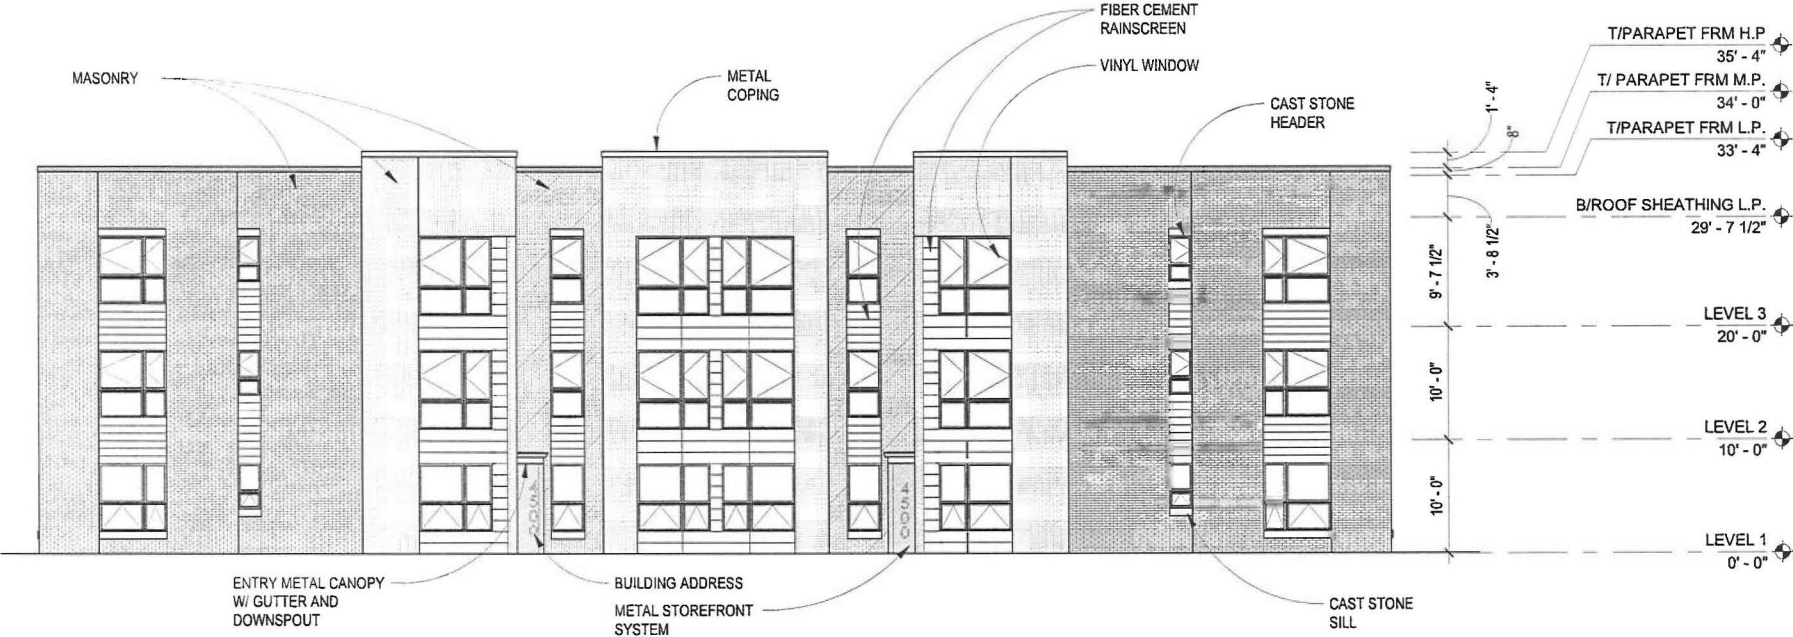 FIBER CEMENT
RAINSCREEN
MASONRY
METAL
COPING
VINYL WINDOW
CAST STONE
HEADER
T/PARAPET FRM H.P
35' - 4"
T/ PARAPET FRM M.P.
34' - 0"
T/PARAPET FRM L.P.
33' - 4"
B/ROOF SHEATHING L.P.
29' - 7 1/2"
LEVEL 3
20' - 0"
LEVEL 2
10' - 0"
LEVEL 1
0' - 0"
1' - 4"
8"
3' - 8 1/2"
9' - 7 1/2"
10' - 0"
10' - 0"
4500
4500
ENTRY METAL CANOPY
W/ GUTTER AND
DOWNSPOUT
BUILDING ADDRESS
METAL STOREFRONT
SYSTEM
CAST STONE
SILL